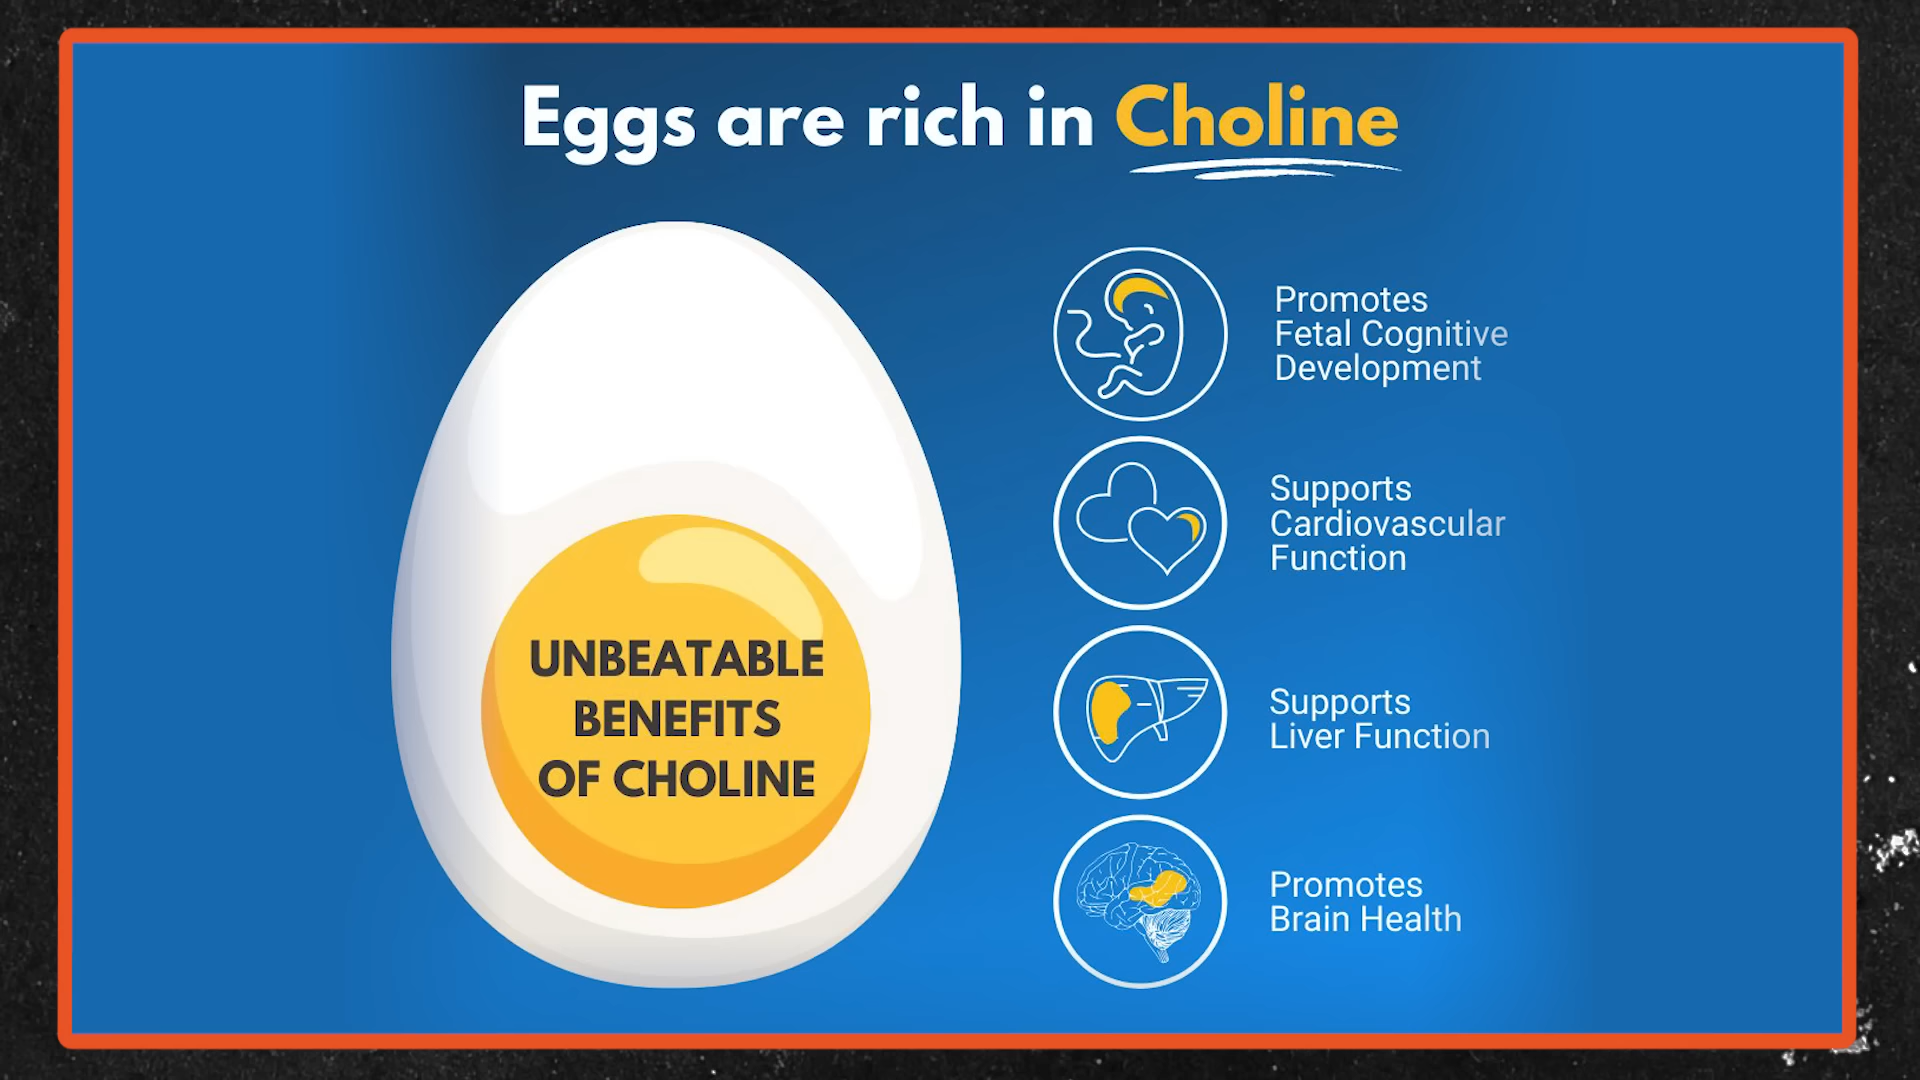 Eggs are rich in Choline
UNBEATABLE
BENEFITS
OF CHOLINE
Promotes
Fetal Cognitive
Development
Supports
Cardiovascular
Function
Supports
Liver Function
Promotes
Brain Health